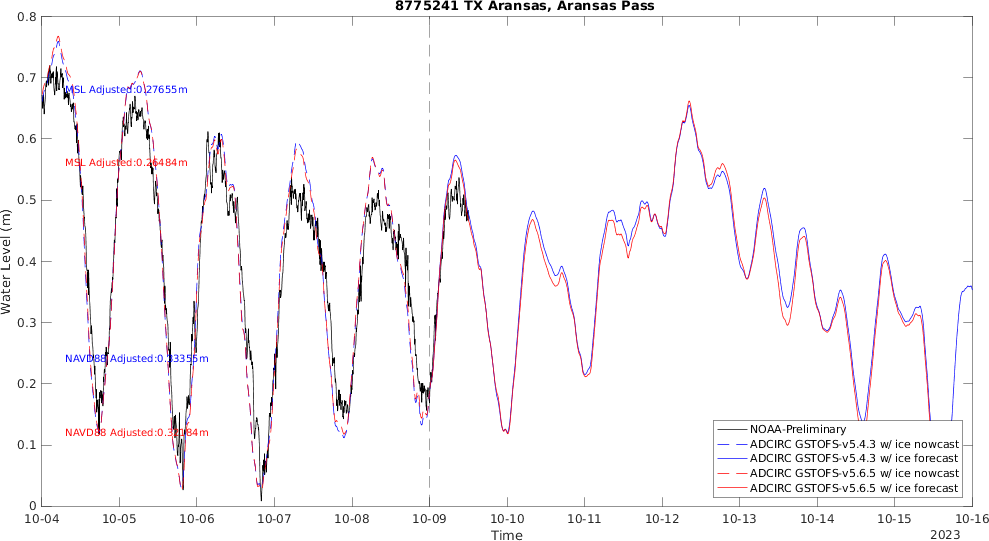 8775241 TX Aransas, Aransas Pass
0.8
0.7
0.6
0.5
0.4
0.3
0.2
0.1
0
Water Level (m)
MSL Adjusted:0.27655m
MSL Adjusted:0.26484m
NAVD88 Adjusted:0.33355m
NAVD88 Adjusted:
NOAA-Preliminary
ADCIRC GSTOFS-v5.4.3 w/ ice nowcast
ADCIRC GSTOFS-v5.4.3 w/ ice forecast
ADCIRC GSTOFS-v5.6.5 w/ ice nowcast
ADCIRC GSTOFS-v5.6.5 w/ ice forecast
10-04 10-05 10-06 10-07 10-08 10-09 10-10 10-11 10-12 10-13 10-14 10-15 10-16
Time
2023